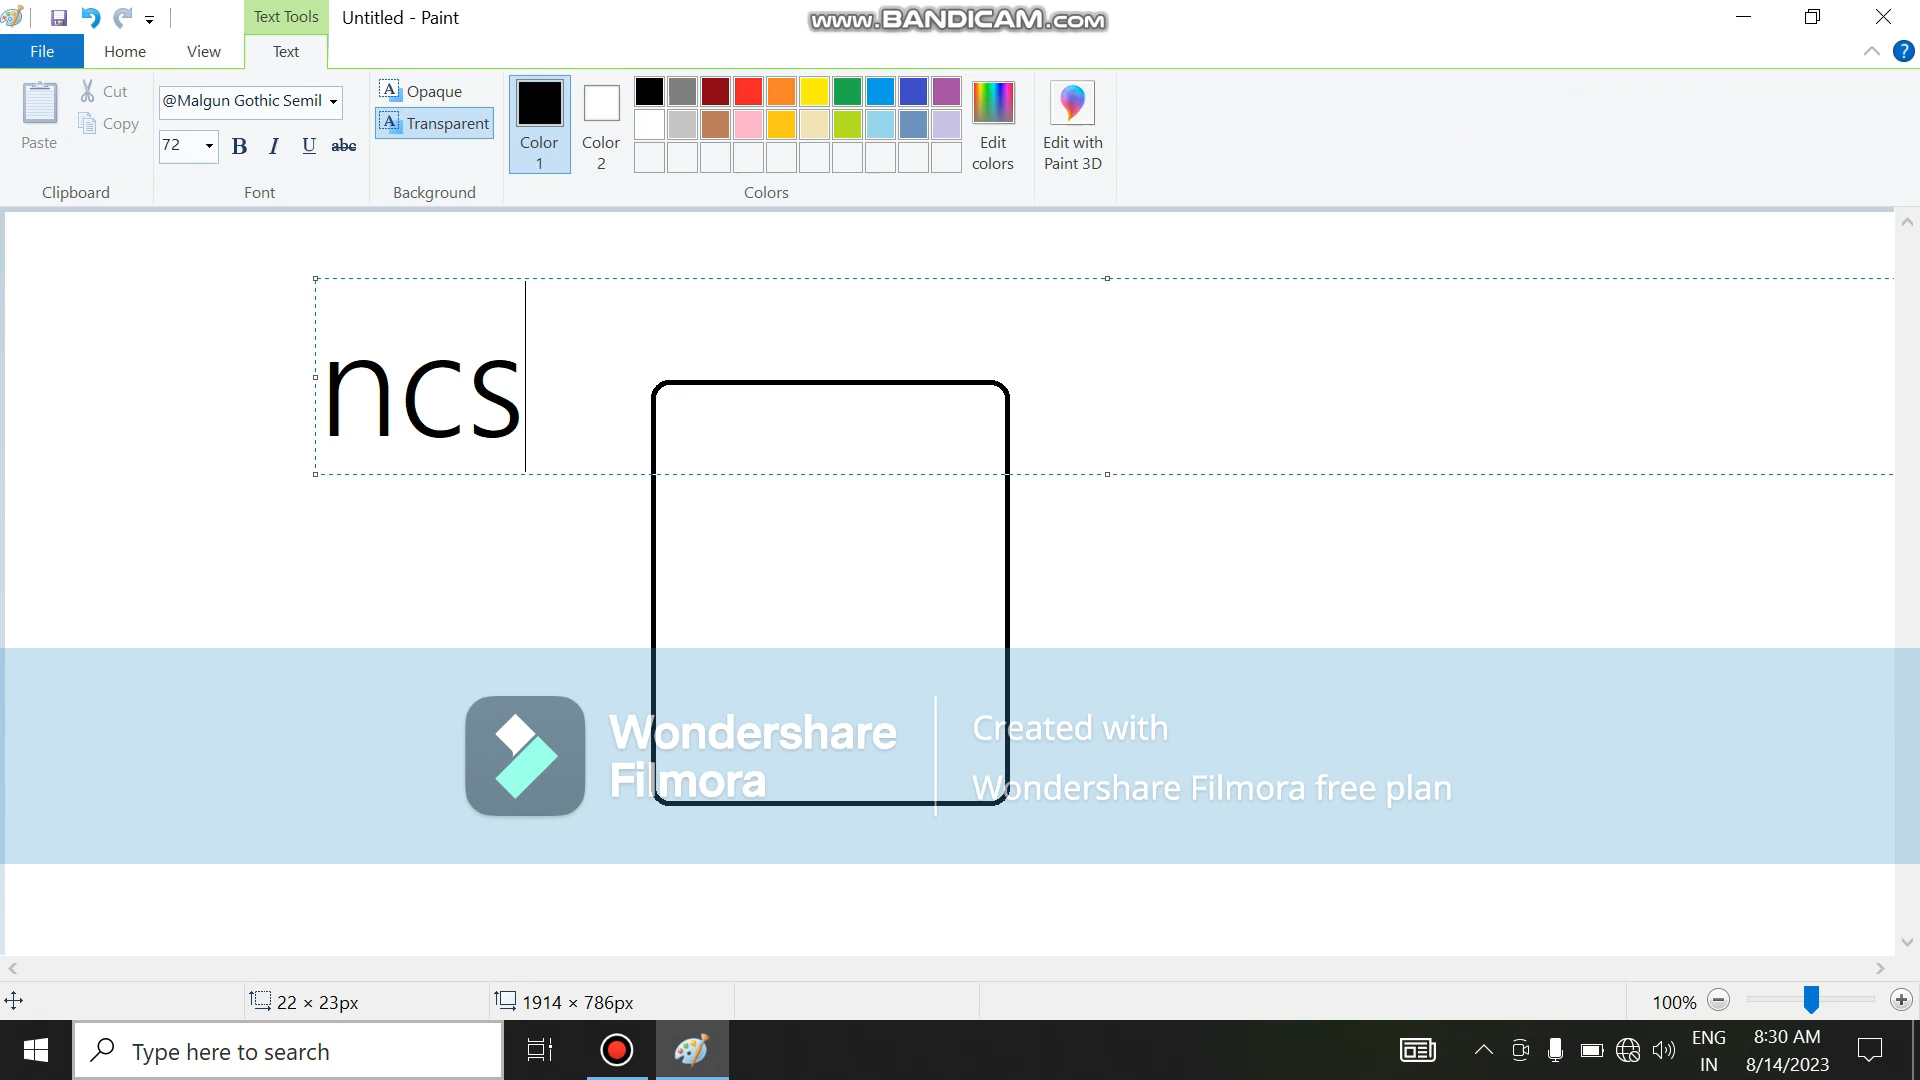 Text Tools Untitled - Paint www.BANDICAM.com
File Home View Text ?
Paste Cut Copy @Malgun Gothic Semil 72 B I U abc A Opaque A Transparent Color 1 Color 2 Edit colors Edit with Paint 3D
Clipboard Font Background Colors
ncs
Wondershare Filmora
Created with
Wondershare Filmora free plan
22 × 23px 1914 × 786px 100%
Type here to search ENG IN 8:30 AM 8/14/2023